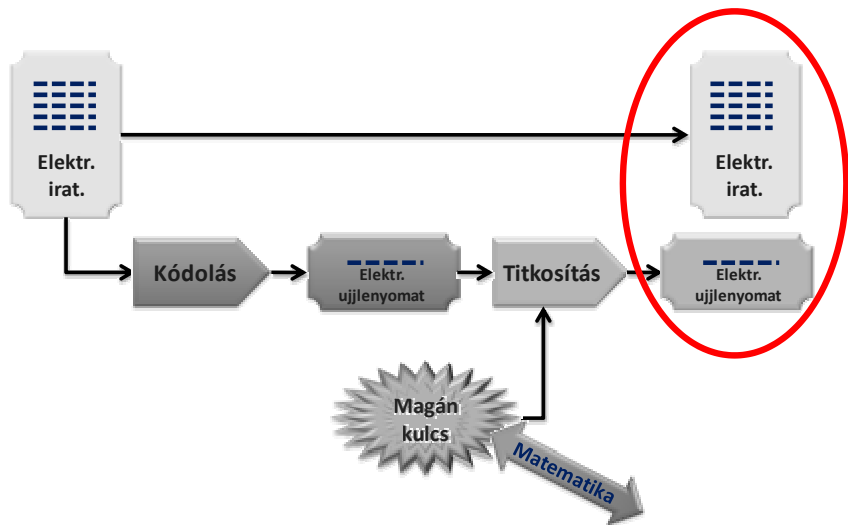 Elektr.
irat.
Elektr.
irat.
Kódolás
Elektr.
ujjlenyomat
Titkosítás
Elektr.
ujjlenyomat
Magán
kulcs
Matematika